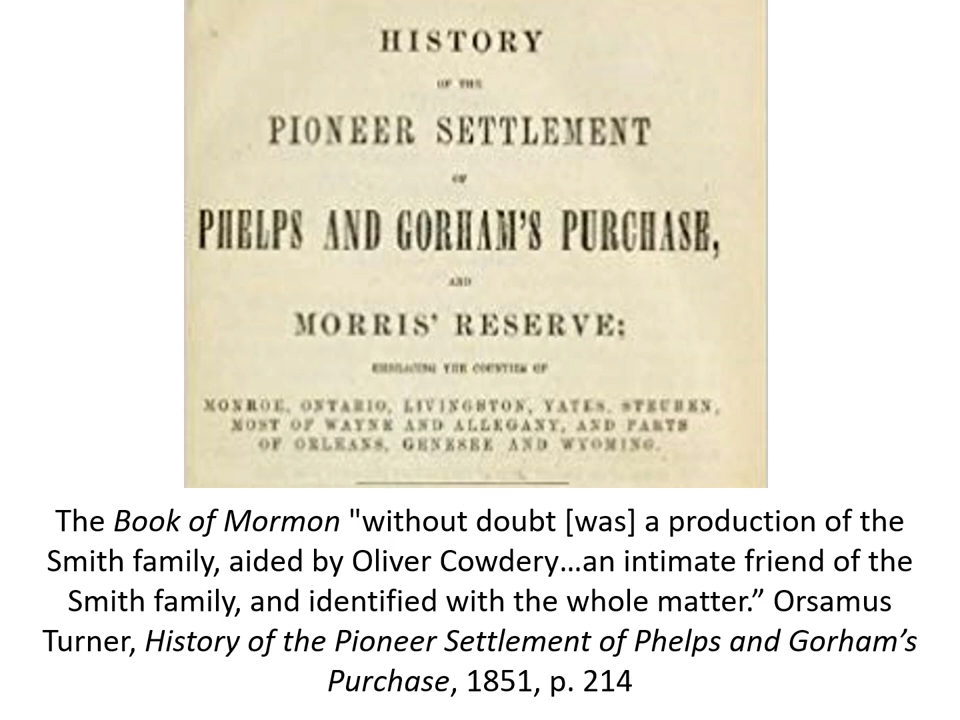 HISTORY
OF THE
PIONEER SETTLEMENT
OF
PHELPS AND GORHAM'S PURCHASE,
AND
MORRIS' RESERVE;
EMBRACING THE COUNTIES OF
MONROE, ONTARIO, LIVINGSTON, YATES, STEUBEN,
MOST OF WAYNE AND ALLEGANY, AND PARTS
OF ORLEANS, GENESEE AND WYOMING.
The Book of Mormon "without doubt [was] a production of the
Smith family, aided by Oliver Cowdery…an intimate friend of the
Smith family, and identified with the whole matter.” Orsamus
Turner, History of the Pioneer Settlement of Phelps and Gorham’s
Purchase, 1851, p. 214